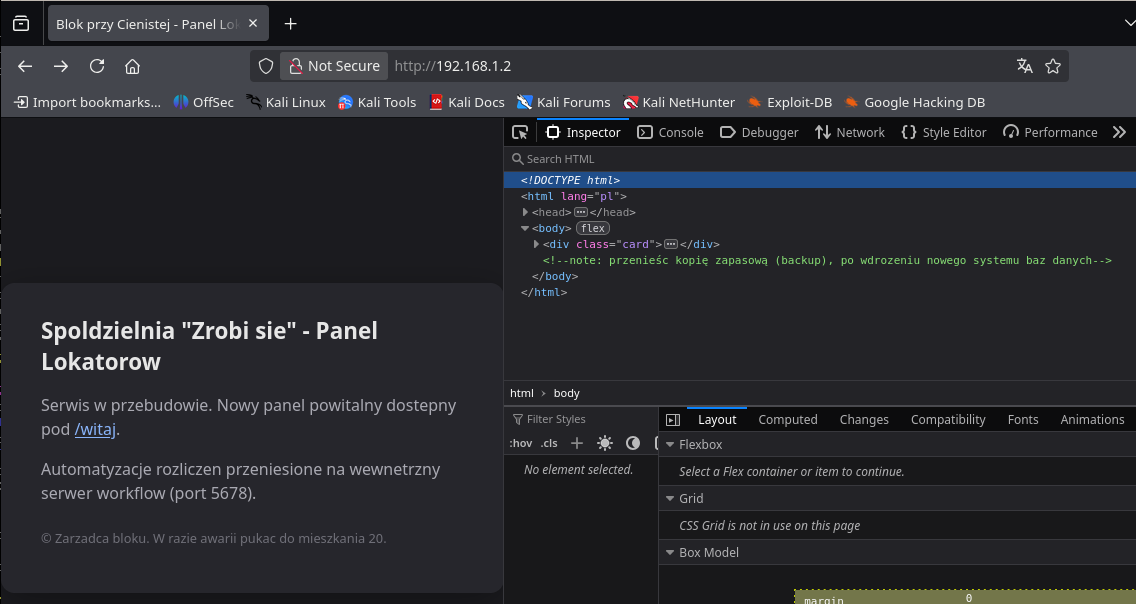 Blok przy Cienistej - Panel Lok
Not Secure
http://192.168.1.2
Import bookmarks...
OffSec
Kali Linux
Kali Tools
Kali Docs
Kali Forums
Kali NetHunter
Exploit-DB
Google Hacking DB
Spoldzielnia "Zrobi sie" - Panel
Lokatorow
Serwis w przebudowie. Nowy panel powitalny dostepny
pod /witaj.
Automatyzacje rozliczen przeniesione na wewnetrzny
serwer workflow (port 5678).
© Zarzadca bloku. W razie awarii pukac do mieszkania 20.
Inspector
Console
Debugger
Network
Style Editor
Performance
Search HTML
<!DOCTYPE html>
<html lang="pl">
<head></head>
<body> flex
<div class="card"></div>
<!--note: przenieśc kopię zapasową (backup), po wdrozeniu nowego systemu baz danych-->
</body>
</html>
html > body
Filter Styles
:hov .cls
No element selected.
Layout
Computed
Changes
Compatibility
Fonts
Animations
Flexbox
Select a Flex container or item to continue.
Grid
CSS Grid is not in use on this page
Box Model
margin
0